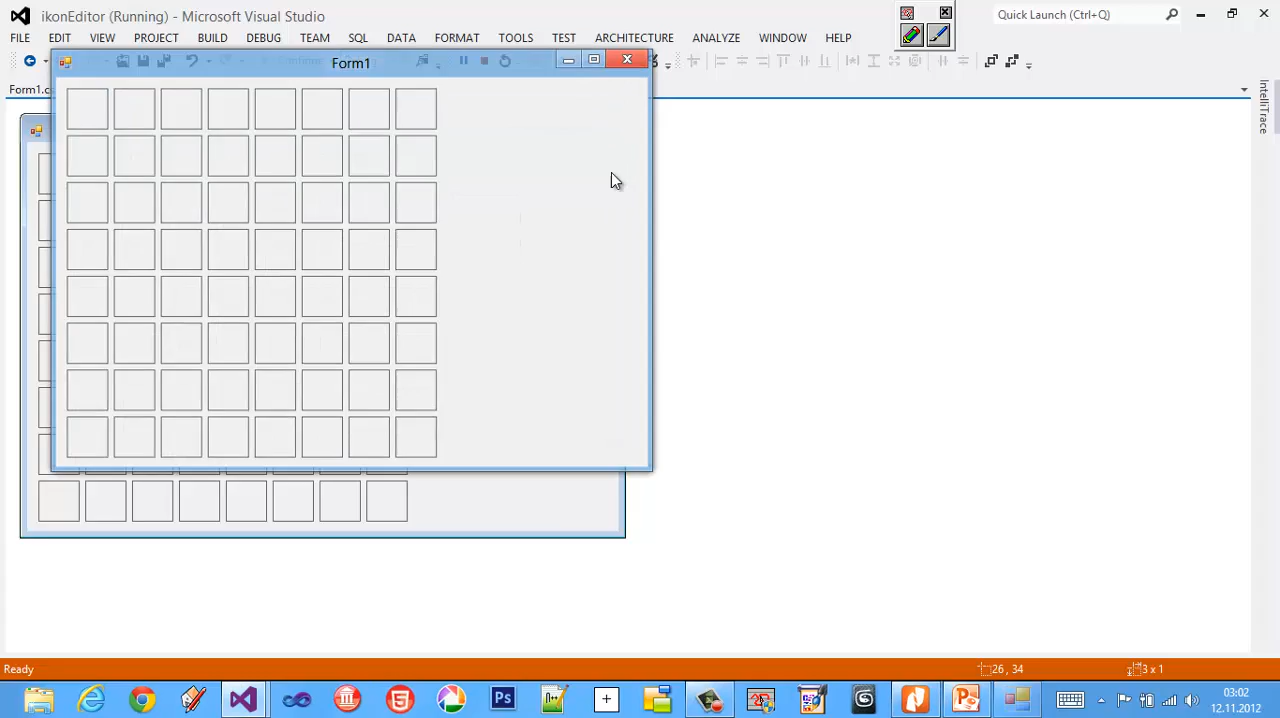 ikonEditor (Running) - Microsoft Visual Studio
Quick Launch (Ctrl+Q)
FILE EDIT VIEW PROJECT DEBUG TEAM SQL DATA FORMAT TOOLS TEST ARCHITECTURE ANALYZE WINDOW HELP
Form1
IntelliTrace
Ready
26 , 34
3 x 1
Ps
03:02
12.11.2012